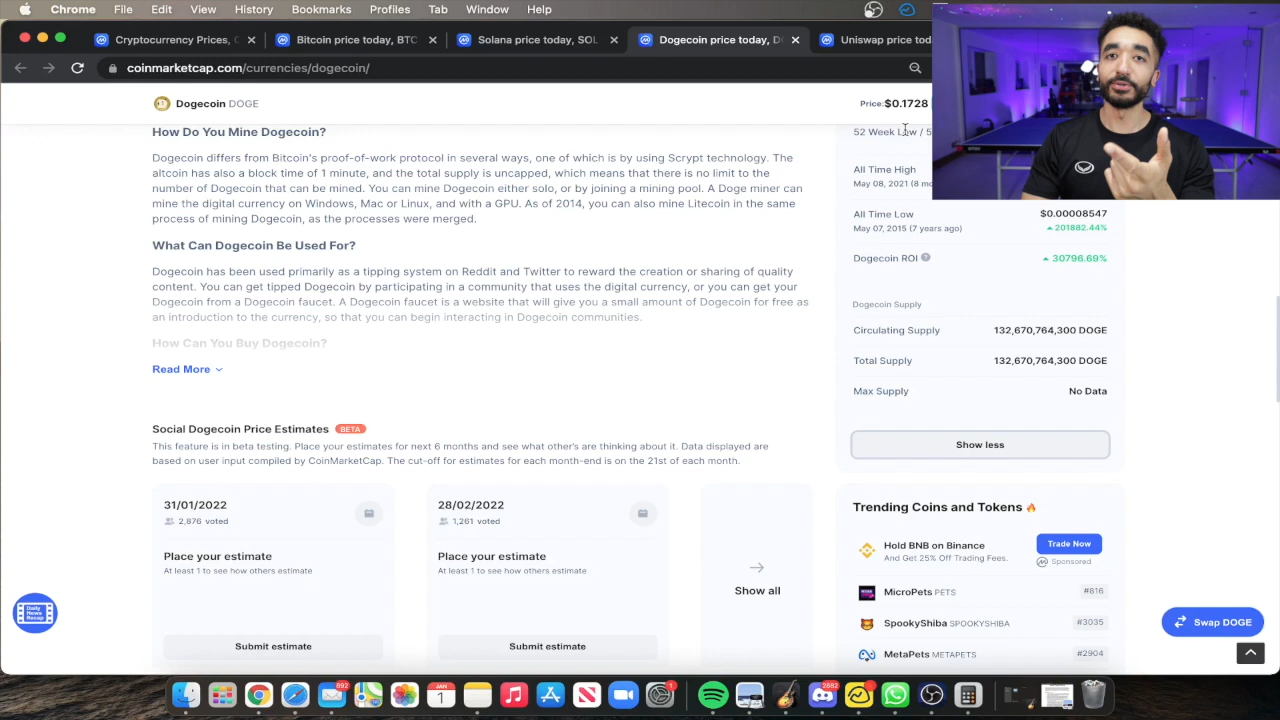 Chrome File Edit View History Bookmarks Profiles Tab Window Help
Cryptocurrency Prices, C
Bitcoin price today, BTC
Solana price today, SOL
Dogecoin price today, D
Uniswap price tod
coinmarketcap.com/currencies/dogecoin/
Dogecoin DOGE
Price: $0.1728
How Do You Mine Dogecoin?
Dogecoin differs from Bitcoin's proof-of-work protocol in several ways, one of which is by using Scrypt technology. The
altcoin has also a block time of 1 minute, and the total supply is uncapped, which means that there is no limit to the
number of Dogecoin that can be mined. You can mine Dogecoin either solo, or by joining a mining pool. A Doge miner can
mine the digital currency on Windows, Mac or Linux, and with a GPU. As of 2014, you can also mine Litecoin in the same
process of mining Dogecoin, as the processes were merged.
What Can Dogecoin Be Used For?
Dogecoin has been used primarily as a tipping system on Reddit and Twitter to reward the creation or sharing of quality
content. You can get tipped Dogecoin by participating in a community that uses the digital currency, or you can get your
Dogecoin from a Dogecoin faucet. A Dogecoin faucet is a website that will give you a small amount of Dogecoin for free as
an introduction to the currency, so that you can begin interacting in Dogecoin communities.
How Can You Buy Dogecoin?
Read More
52 Week Low / 5
All Time High
May 08, 2021 (8 mo
All Time Low
$0.00008547
May 07, 2015 (7 years ago)
201882.44%
Dogecoin ROI
30796.69%
Dogecoin Supply
Circulating Supply 132,670,764,300 DOGE
Total Supply 132,670,764,300 DOGE
Max Supply No Data
Show less
Social Dogecoin Price Estimates BETA
This feature is in beta testing. Place your estimates for next 6 months and see what other's are thinking about it. Data displayed are
based on user input compiled by CoinMarketCap. The cut-off for estimates for each month-end is on the 21st of each month.
31/01/2022
2,876 voted
Place your estimate
At least 1 to see how others estimate
Submit estimate
28/02/2022
1,261 voted
Place your estimate
At least 1 to see how others estimate
Submit estimate
Show all
Trending Coins and Tokens
Hold BNB on Binance
And Get 25% Off Trading Fees.
Trade Now
Sponsored
MicroPets PETS #816
SpookyShiba SPOOKYSHIBA #3035
MetaPets METAPETS #2904
Daily
News
Recap
Swap DOGE
892
JAN
1
1
2682